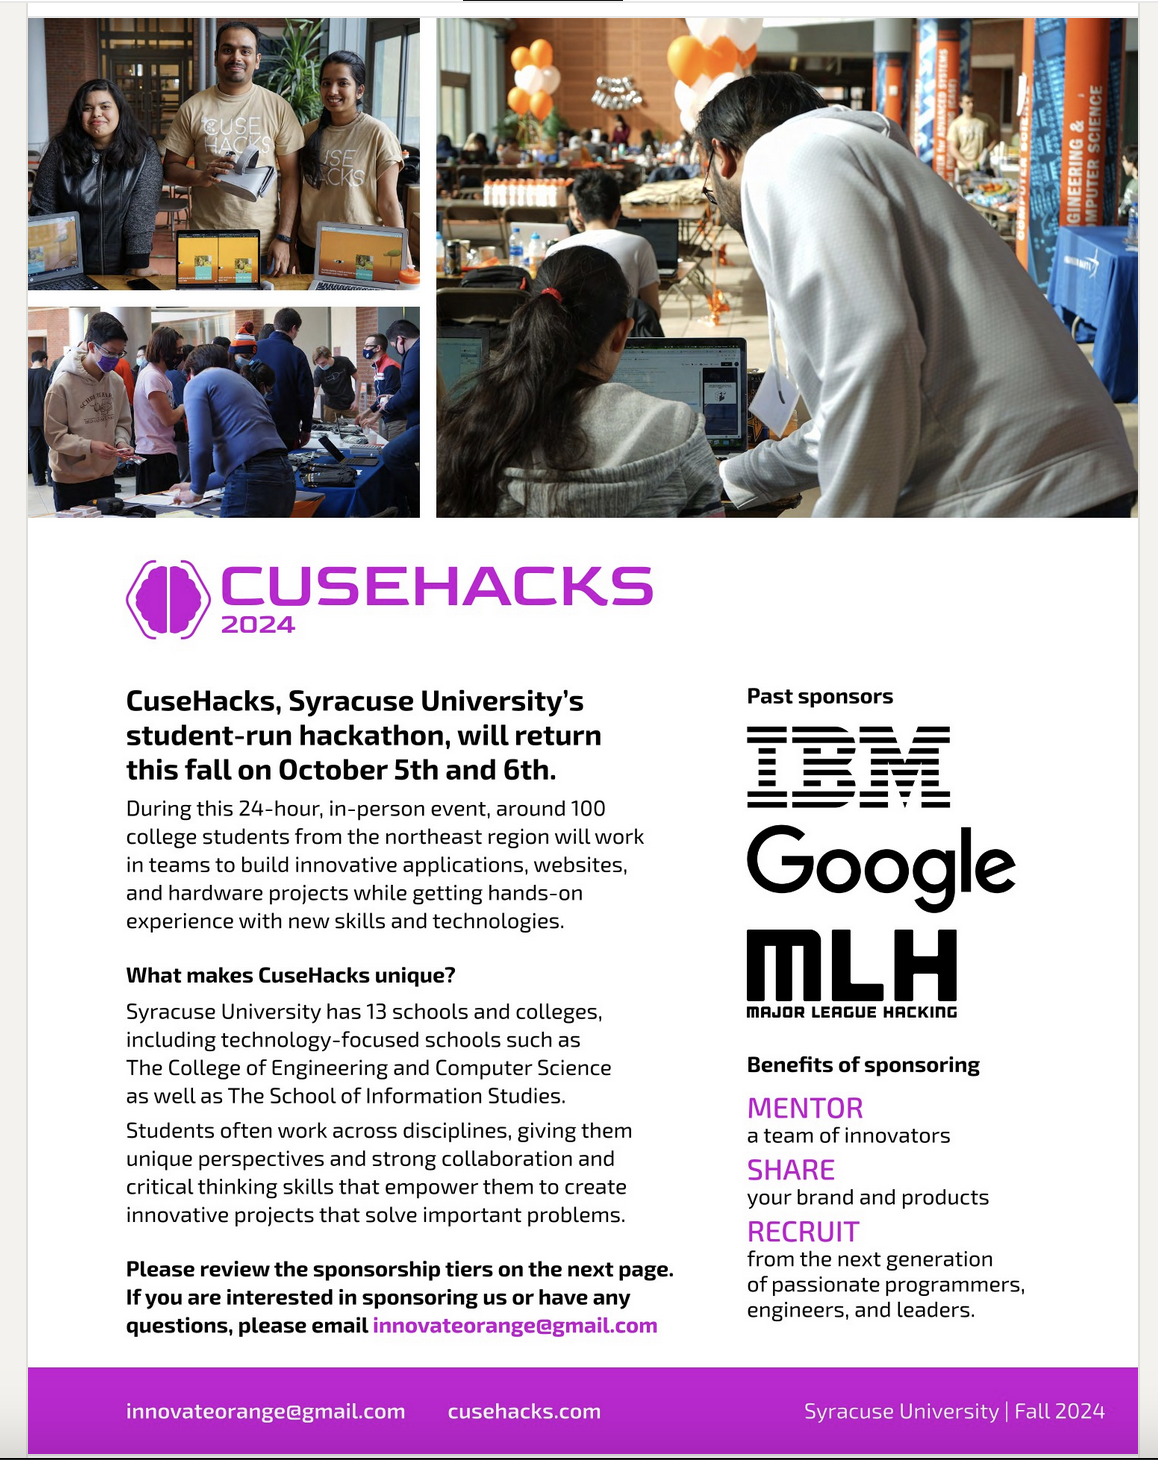 CUSE
HACKS
CUSE
HACKS
COMPUTER SCIENCE
GINEERING &
MPUTER SCIENCE
CUSEHACKS
2024
CuseHacks, Syracuse University’s
student-run hackathon, will return
this fall on October 5th and 6th.
During this 24-hour, in-person event, around 100
college students from the northeast region will work
in teams to build innovative applications, websites,
and hardware projects while getting hands-on
experience with new skills and technologies.
What makes CuseHacks unique?
Syracuse University has 13 schools and colleges,
including technology-focused schools such as
The College of Engineering and Computer Science
as well as The School of Information Studies.
Students often work across disciplines, giving them
unique perspectives and strong collaboration and
critical thinking skills that empower them to create
innovative projects that solve important problems.
Please review the sponsorship tiers on the next page.
If you are interested in sponsoring us or have any
questions, please email innovateorange@gmail.com
Past sponsors
IBM
Google
MLH
MAJOR LEAGUE HACKING
Benefits of sponsoring
MENTOR
a team of innovators
SHARE
your brand and products
RECRUIT
from the next generation
of passionate programmers,
engineers, and leaders.
innovateorange@gmail.com cusehacks.com Syracuse University | Fall 2024